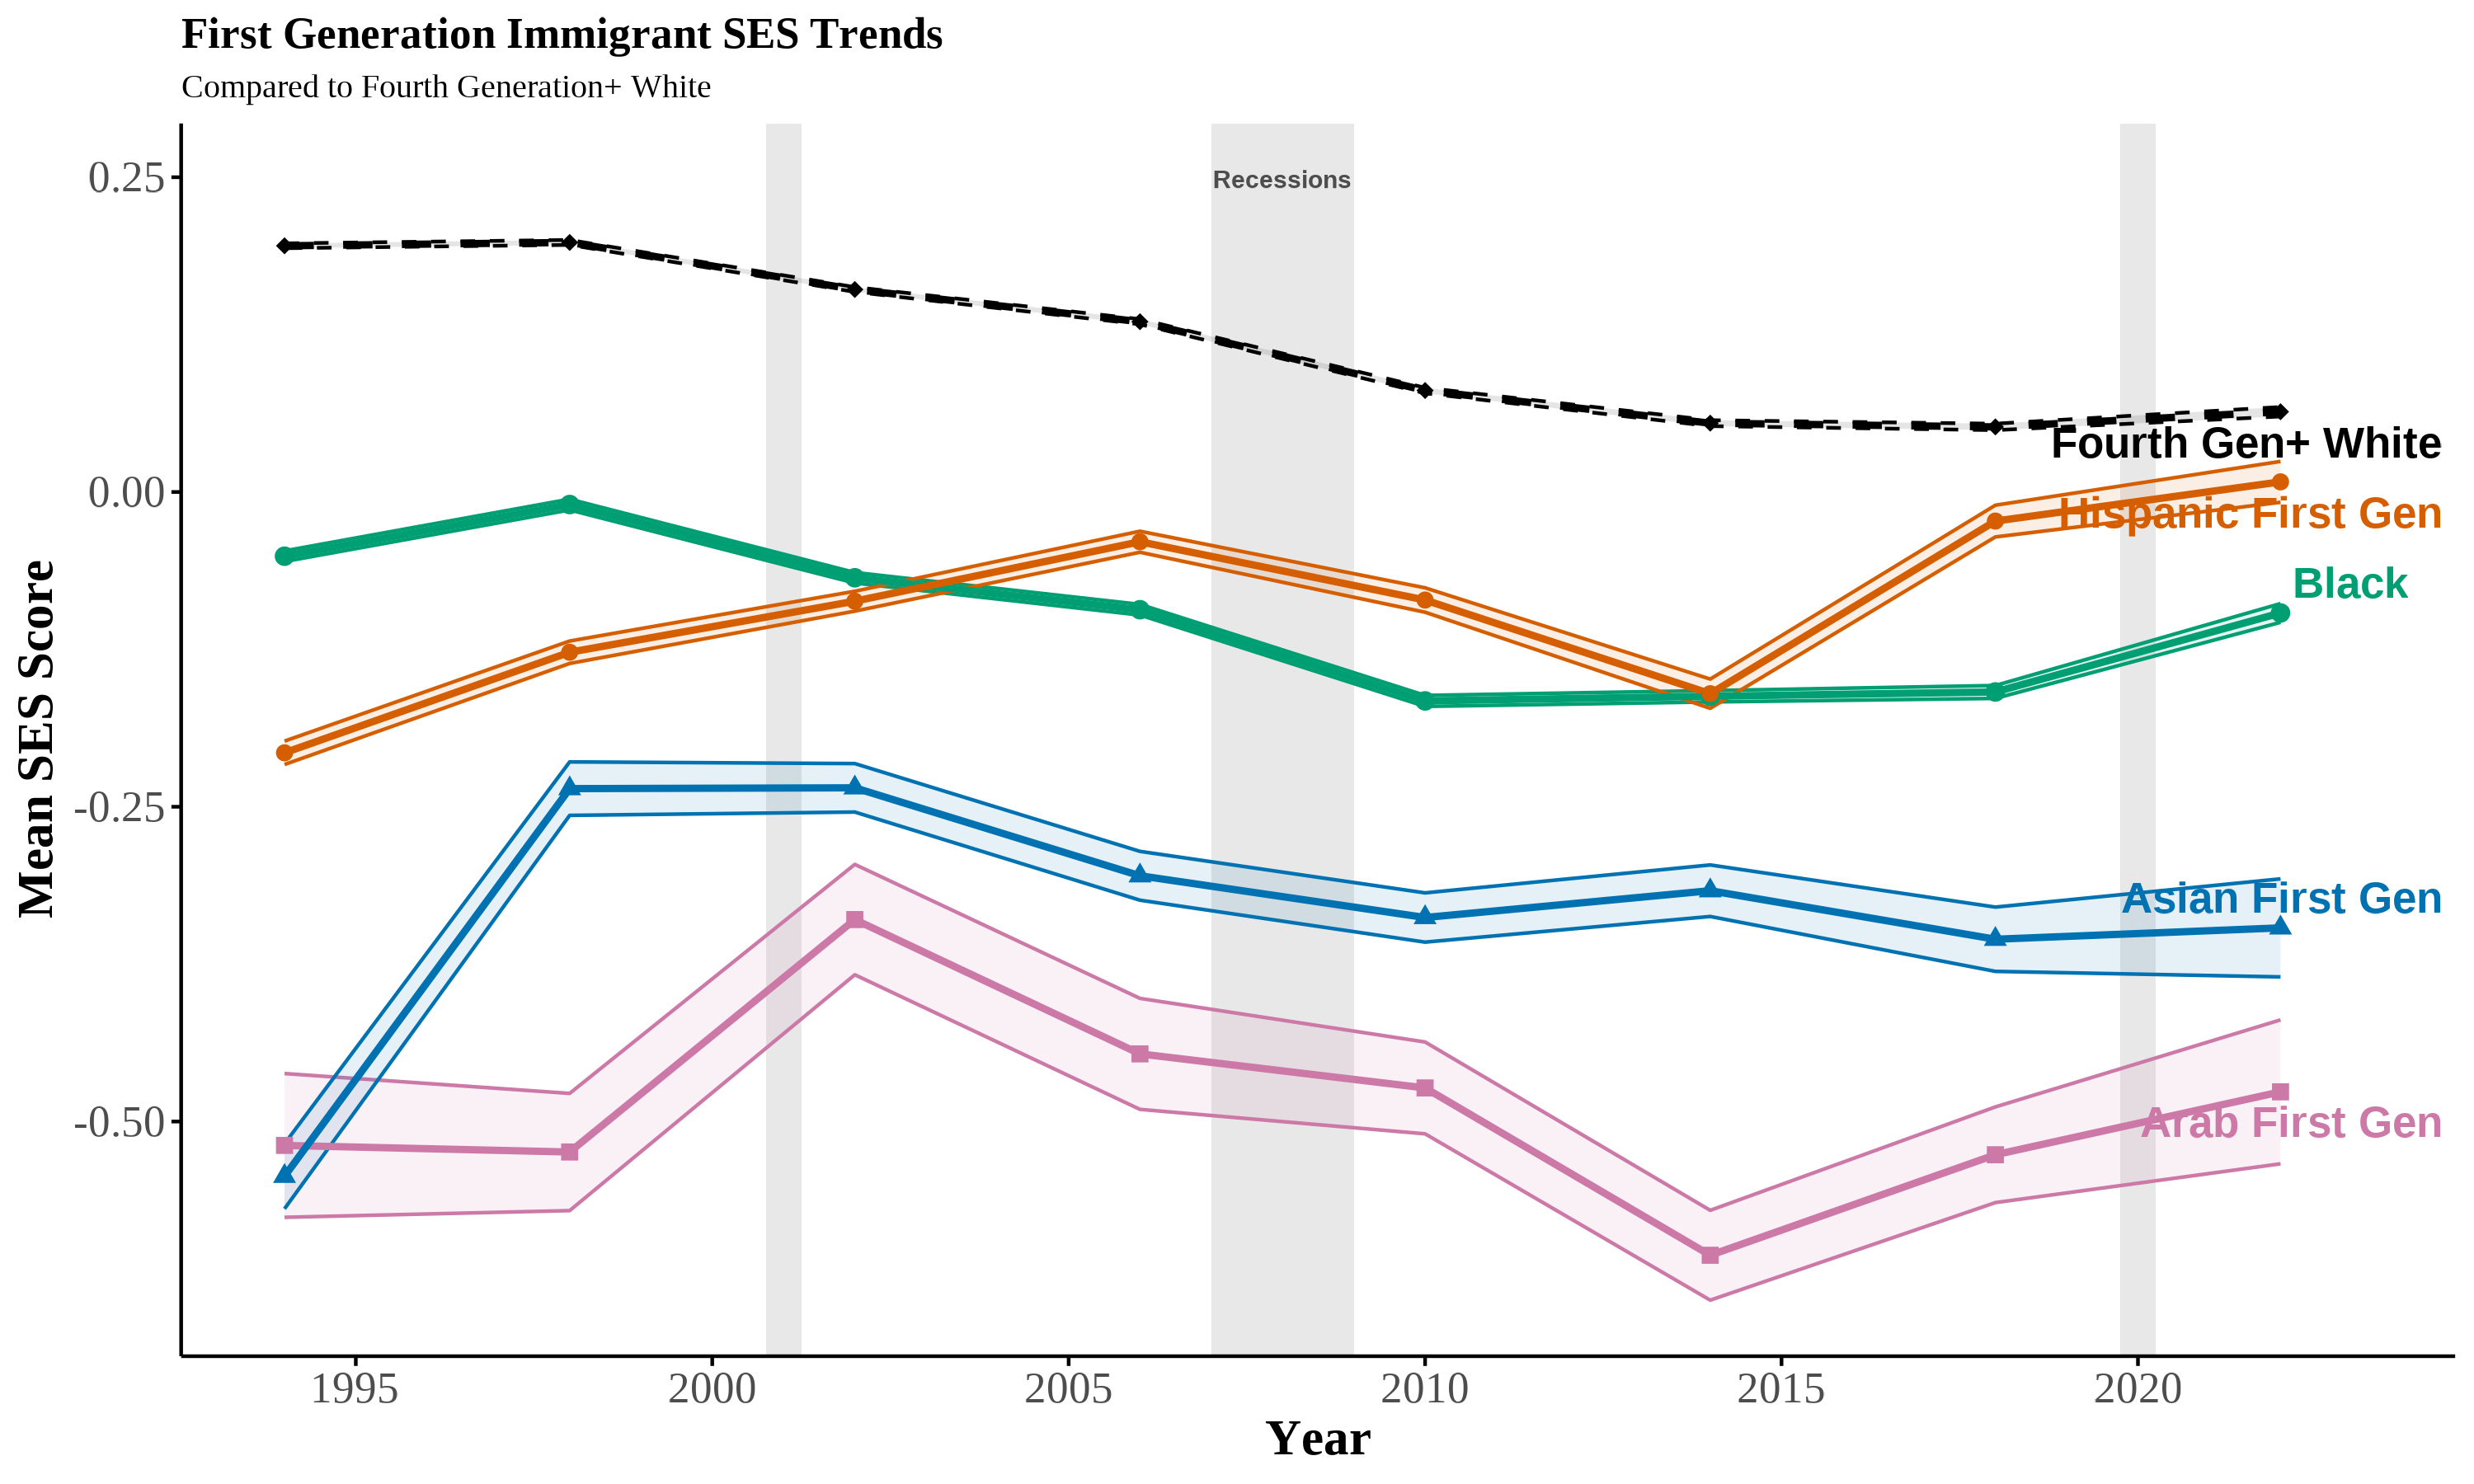 First Generation Immigrant SES Trends
Compared to Fourth Generation+ White
Recessions
0.25
0.00
-0.25
-0.50
Mean SES Score
Fourth Gen+ White
Hispanic First Gen
Black
Asian First Gen
Arab First Gen
1995 2000 2005 2010 2015 2020
Year